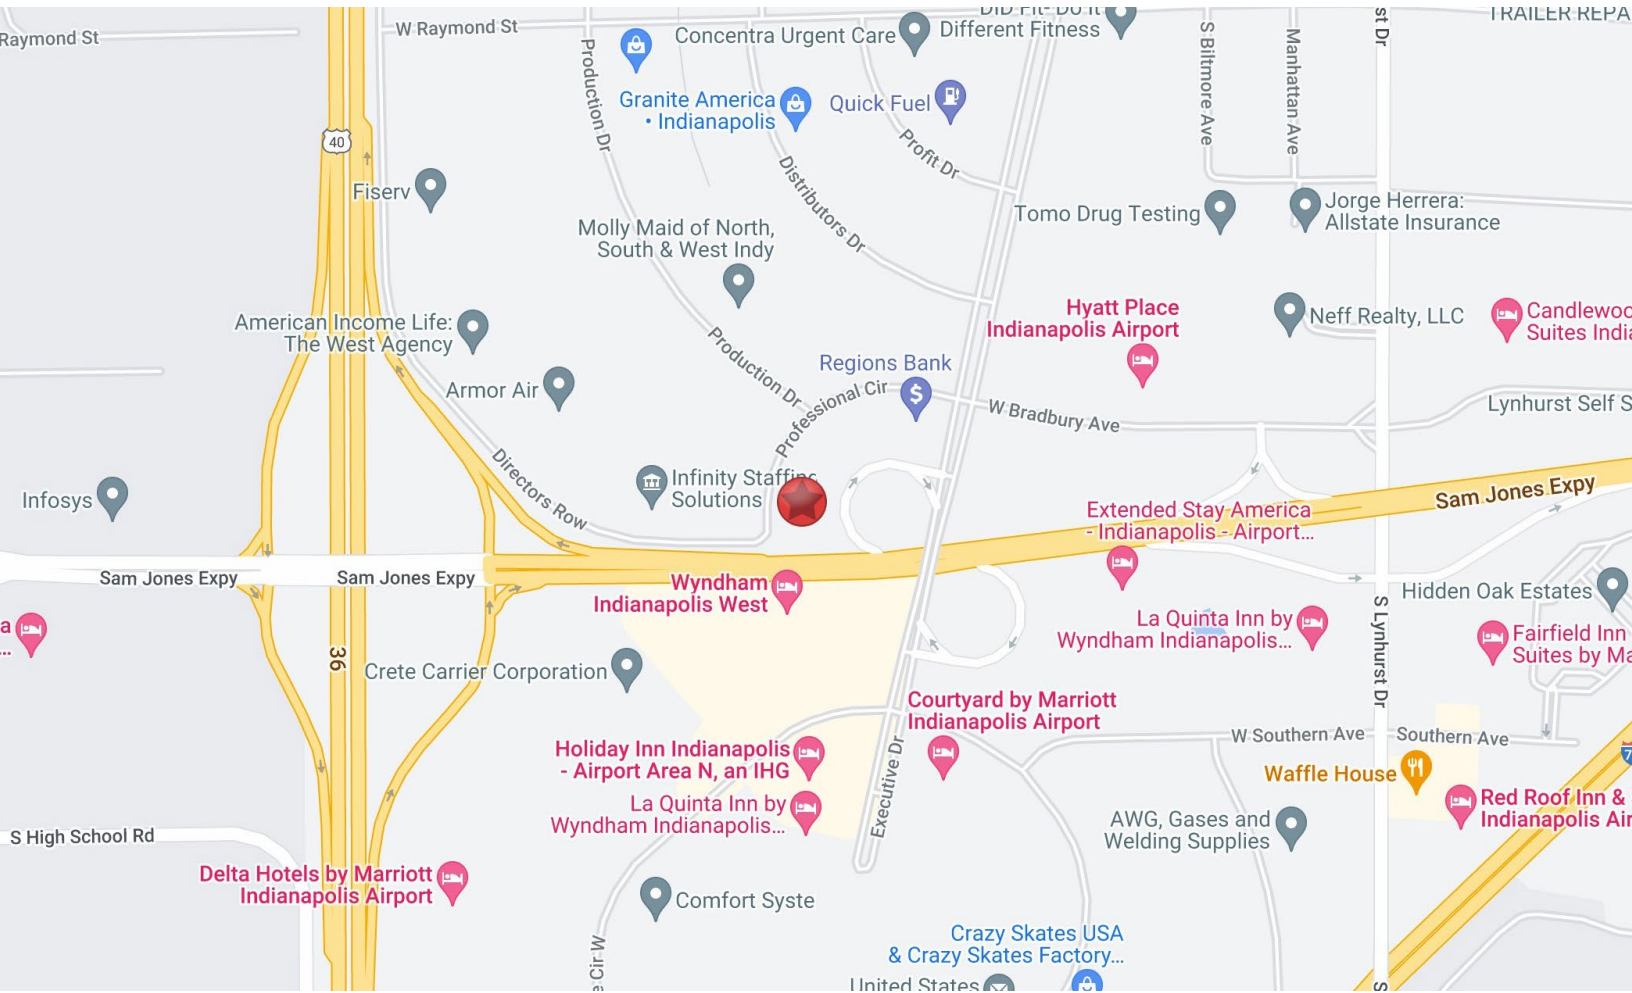 DID Fit- Do It
Different Fitness
TRAILER REPA
st Dr
Raymond St
W Raymond St
Concentra Urgent Care
S Biltmore Ave
Manhattan Ave
Production Dr
Granite America
• Indianapolis
Quick Fuel
40
Profit Dr
Fiserv
Distributors Dr
Tomo Drug Testing
Jorge Herrera:
Allstate Insurance
Molly Maid of North,
South & West Indy
Hyatt Place
Indianapolis Airport
Neff Realty, LLC
Candlewoo
Suites India
American Income Life:
The West Agency
Production Dr
Regions Bank
Armor Air
Professional Cir
W Bradbury Ave
Lynhurst Self S
Directors Row
Infinity Staffing
Solutions
Infosys
Sam Jones Expy
Extended Stay America
- Indianapolis - Airport...
Sam Jones Expy
Sam Jones Expy
Wyndham
Indianapolis West
Hidden Oak Estates
a
...
La Quinta Inn by
Wyndham Indianapolis...
S Lynhurst Dr
Fairfield Inn
Suites by Ma
36
Crete Carrier Corporation
Courtyard by Marriott
Indianapolis Airport
W Southern Ave
Southern Ave
Holiday Inn Indianapolis
- Airport Area N, an IHG
Executive Dr
Waffle House
7
La Quinta Inn by
Wyndham Indianapolis...
Red Roof Inn &
Indianapolis Air
AWG, Gases and
Welding Supplies
S High School Rd
Delta Hotels by Marriott
Indianapolis Airport
Comfort Syste
e Cir W
Crazy Skates USA
& Crazy Skates Factory...
United States
S